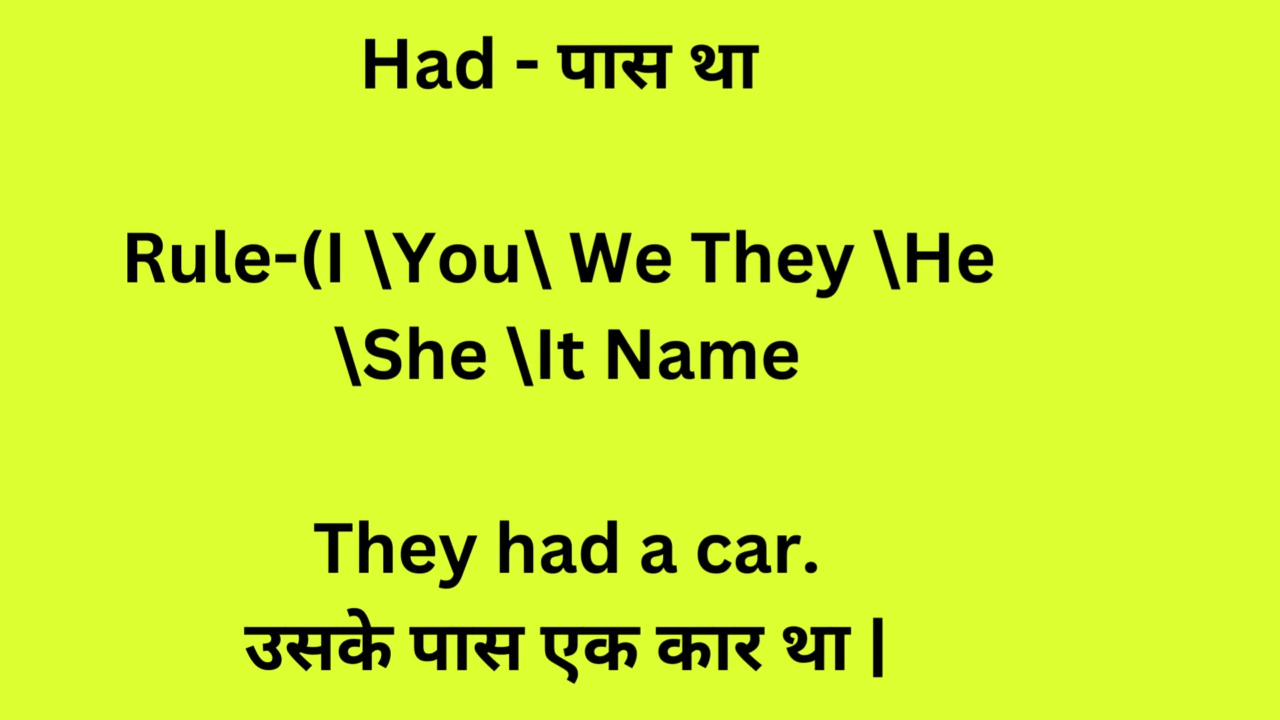 Had - पास था
Rule-(I \You\ We They \He
\She \It Name
They had a car.
उसके पास एक कार था |